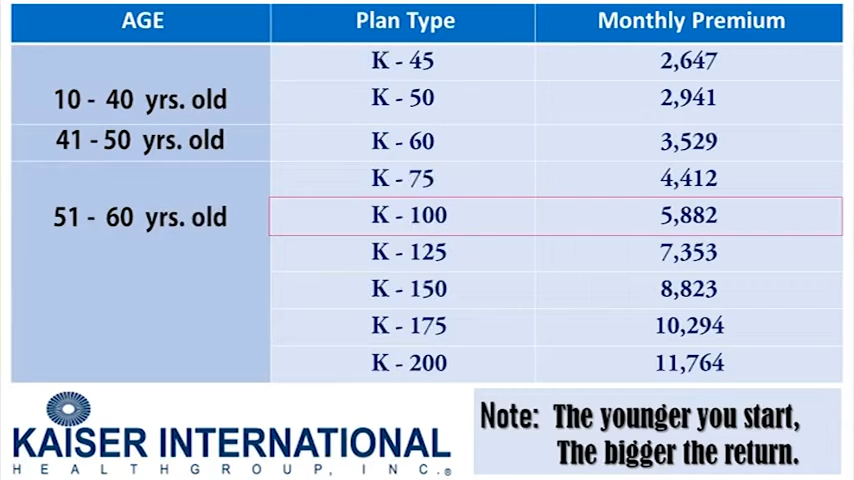 AGE Plan Type Monthly Premium
K - 45 2,647
10 - 40 yrs. old K - 50 2,941
41 - 50 yrs. old K - 60 3,529
K - 75 4,412
51 - 60 yrs. old K - 100 5,882
K - 125 7,353
K - 150 8,823
K - 175 10,294
K - 200 11,764
KAISER INTERNATIONAL
HEALTHGROUP, INC.®
Note: The younger you start,
The bigger the return.